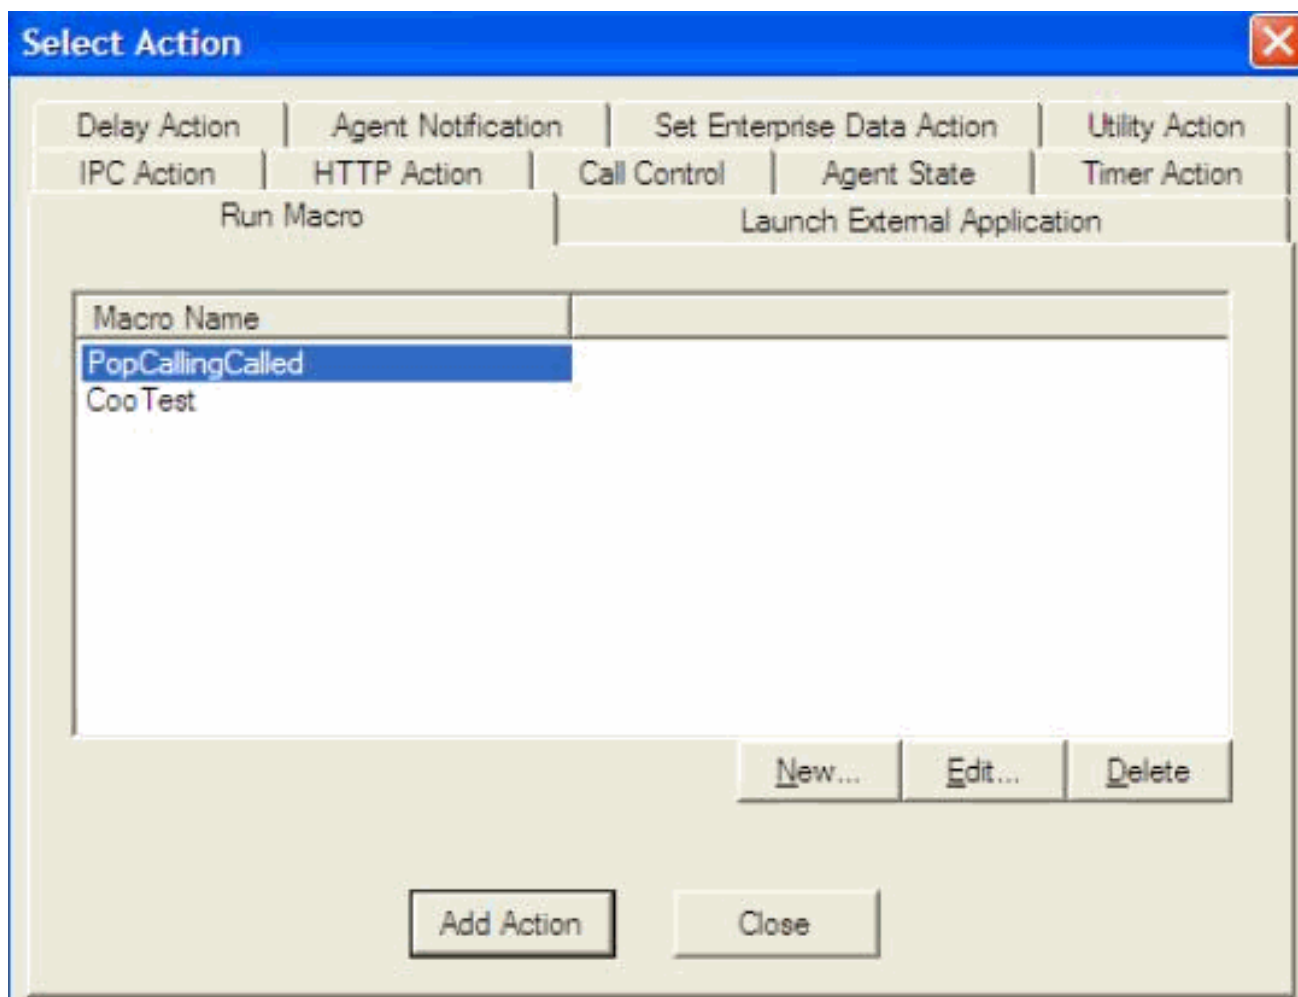 Select Action
Delay Action Agent Notification Set Enterprise Data Action Utility Action
IPC Action HTTP Action Call Control Agent State Timer Action
Run Macro Launch External Application
Macro Name
PopCallingCalled
CooTest
New... Edit... Delete
Add Action Close